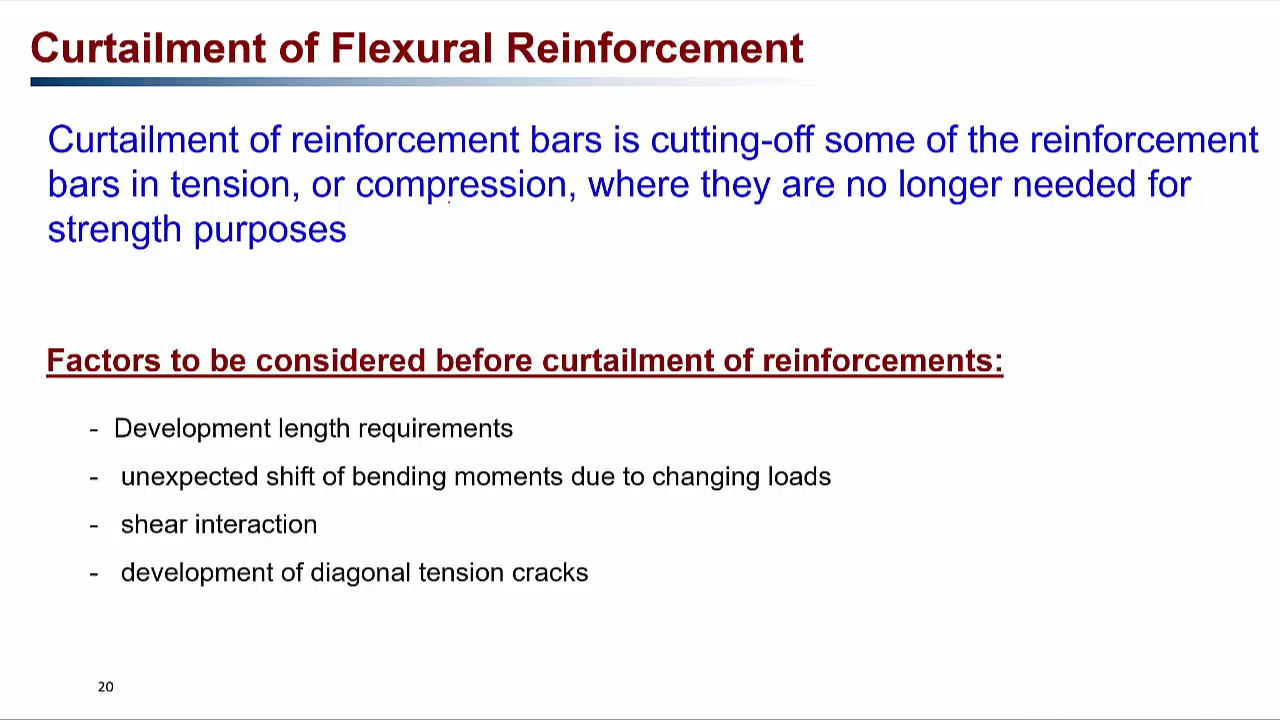 Curtailment of Flexural Reinforcement
Curtailment of reinforcement bars is cutting-off some of the reinforcement
bars in tension, or compression, where they are no longer needed for
strength purposes
Factors to be considered before curtailment of reinforcements:
- Development length requirements
- unexpected shift of bending moments due to changing loads
- shear interaction
- development of diagonal tension cracks
20